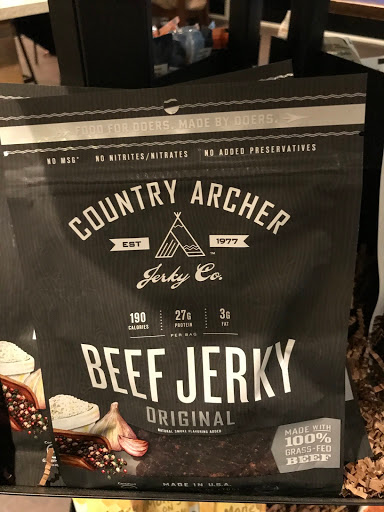 FOOD FOR DOERS. MADE BY DOERS.
NO MSG* NO NITRITES/NITRATES NO ADDED PRESERVATIVES
COUNTRY ARCHER
EST 1977
™
Jerky Co.
190 27G 3G
CALORIES PROTEIN FAT
PER BAG
BEEF JERKY
ORIGINAL
NATURAL SMOKE FLAVORING ADDED
MADE WITH
100%
GRASS-FED
BEEF
MADE IN U.S.A.